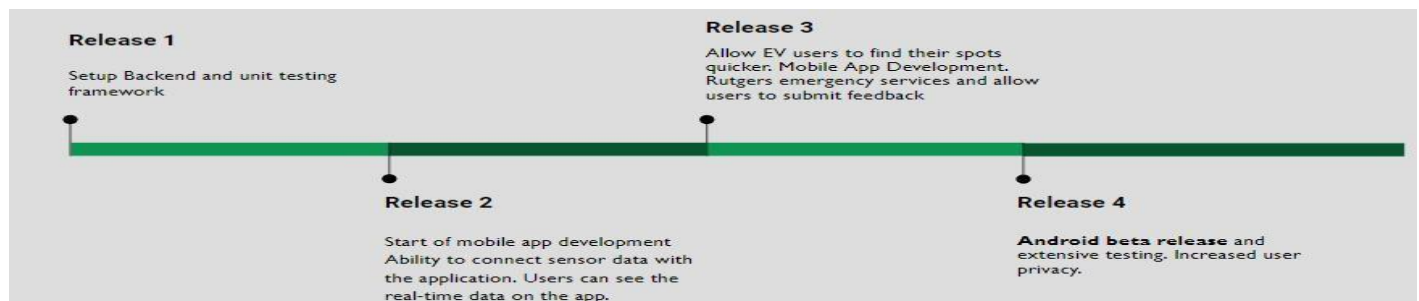 Release 1
Setup Backend and unit testing
framework
Release 2
Start of mobile app development
Ability to connect sensor data with
the application. Users can see the
real-time data on the app.
Release 3
Allow EV users to find their spots
quicker. Mobile App Development.
Rutgers emergency services and allow
users to submit feedback
Release 4
Android beta release and
extensive testing. Increased user
privacy.